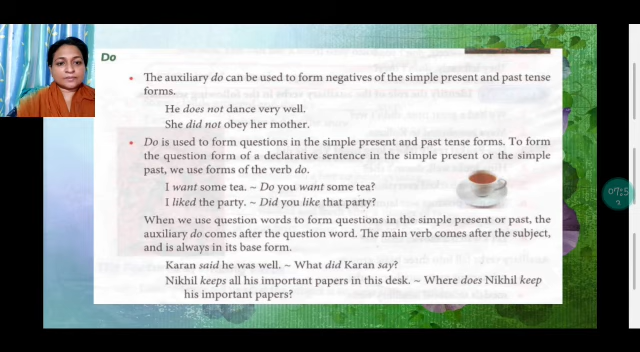 Do
• The auxiliary do can be used to form negatives of the simple present and past tense
forms.
He does not dance very well.
She did not obey her mother.
• Do is used to form questions in the simple present and past tense forms. To form
the question form of a declarative sentence in the simple present or the simple
past, we use forms of the verb do.
I want some tea. ~ Do you want some tea?
I liked the party. ~ Did you like that party?
When we use question words to form questions in the simple present or past, the
auxiliary do comes after the question word. The main verb comes after the subject,
and is always in its base form.
Karan said he was well. ~ What did Karan say?
Nikhil keeps all his important papers in this desk. ~ Where does Nikhil keep
his important papers?